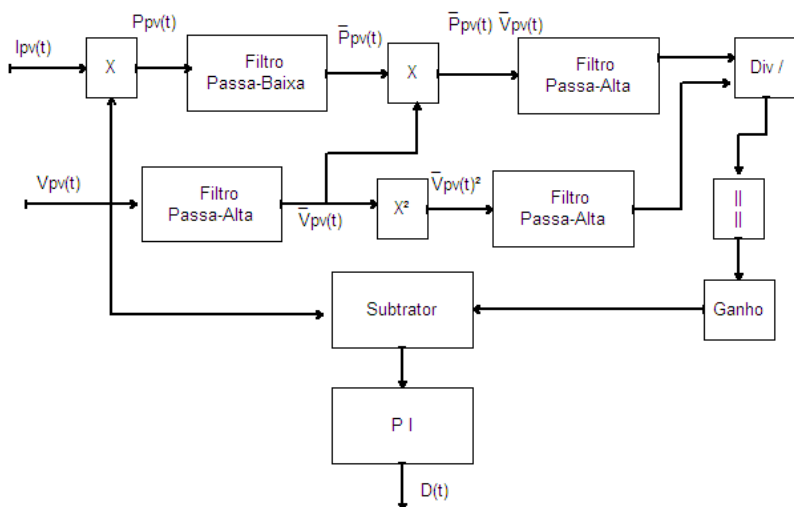 Ipv(t)
Ppv(t)
P̅pv(t)
P̅pv(t) V̅pv(t)
X
Filtro
Passa-Baixa
X
Filtro
Passa-Alta
Div /
Vpv(t)
Filtro
Passa-Alta
V̅pv(t)
X²
V̅pv(t)²
Filtro
Passa-Alta
||
||
Subtrator
Ganho
P I
D(t)